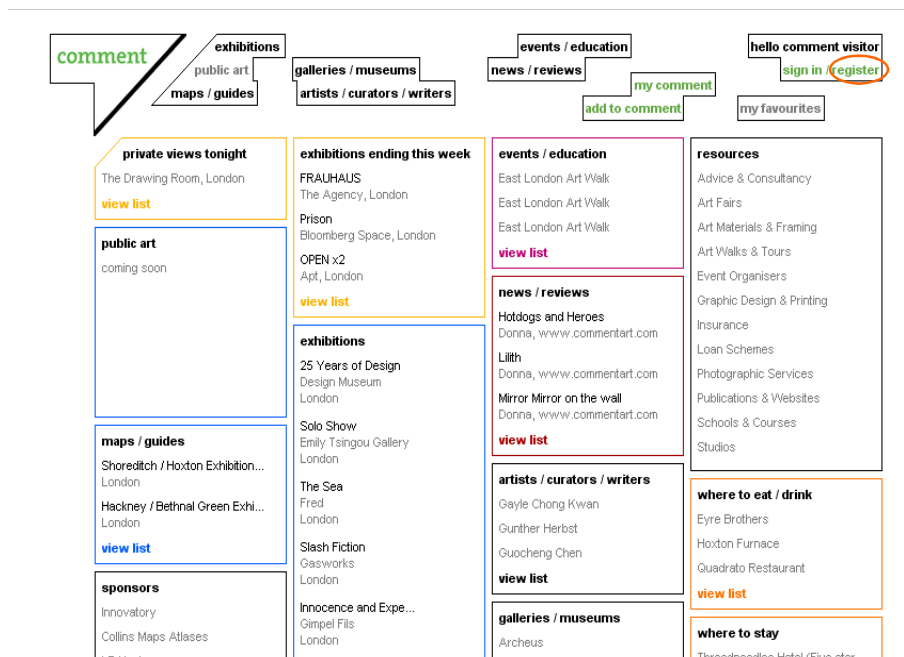 comment
exhibitions
public art
maps / guides
galleries / museums
artists / curators / writers
events / education
news / reviews
my comment
add to comment
hello comment visitor
sign in / register
my favourites
private views tonight
The Drawing Room, London
view list
public art
coming soon
maps / guides
Shoreditch / Hoxton Exhibition...
London
Hackney / Bethnal Green Exhi...
London
view list
sponsors
Innovatory
Collins Maps Atlases
exhibitions ending this week
FRAUHAUS
The Agency, London
Prison
Bloomberg Space, London
OPEN x2
Apt, London
view list
exhibitions
25 Years of Design
Design Museum
London
Solo Show
Emily Tsingou Gallery
London
The Sea
Fred
London
Slash Fiction
Gasworks
London
Innocence and Expe...
Gimpel Fils
London
events / education
East London Art Walk
East London Art Walk
East London Art Walk
view list
news / reviews
Hotdogs and Heroes
Donna, www.commentart.com
Lilith
Donna, www.commentart.com
Mirror Mirror on the wall
Donna, www.commentart.com
view list
artists / curators / writers
Gayle Chong Kwan
Gunther Herbst
Guocheng Chen
view list
galleries / museums
Archeus
resources
Advice & Consultancy
Art Fairs
Art Materials & Framing
Art Walks & Tours
Event Organisers
Graphic Design & Printing
Insurance
Loan Schemes
Photographic Services
Publications & Websites
Schools & Courses
Studios
where to eat / drink
Eyre Brothers
Hoxton Furnace
Quadrato Restaurant
view list
where to stay